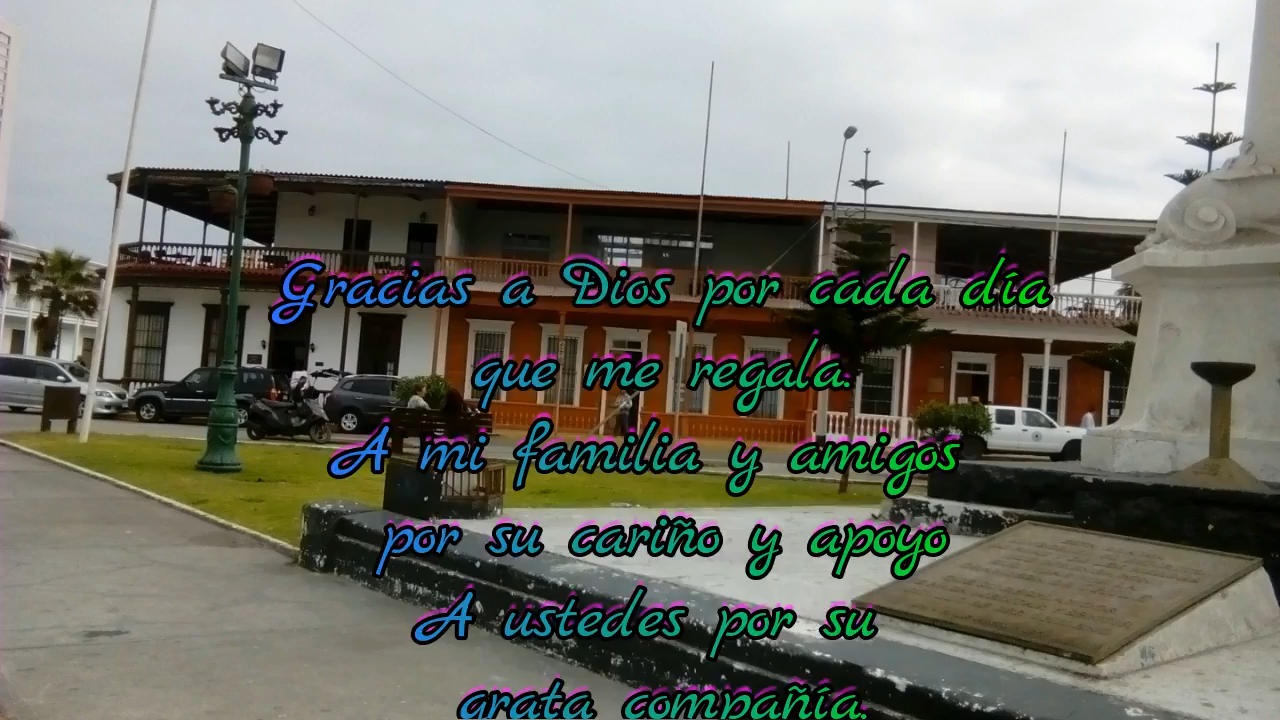 Gracias a Dios por cada día
que me regala.
A mi familia y amigos
por su cariño y apoyo
A ustedes por su
grata compañía.